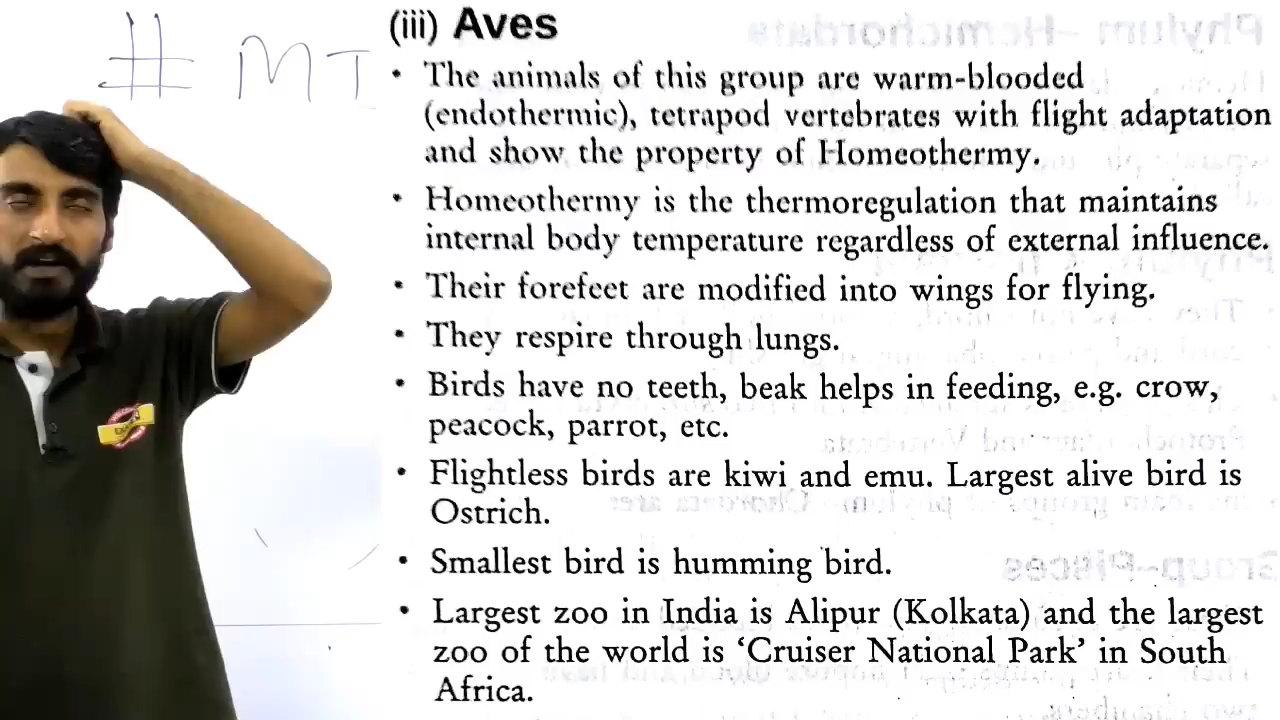 # MI
(iii) Aves
• The animals of this group are warm-blooded
(endothermic), tetrapod vertebrates with flight adaptation
and show the property of Homeothermy.
• Homeothermy is the thermoregulation that maintains
internal body temperature regardless of external influence.
• Their forefeet are modified into wings for flying.
• They respire through lungs.
• Birds have no teeth, beak helps in feeding, e.g. crow,
peacock, parrot, etc.
• Flightless birds are kiwi and emu. Largest alive bird is
Ostrich.
• Smallest bird is humming bird.
• Largest zoo in India is Alipur (Kolkata) and the largest
zoo of the world is ‘Cruiser National Park’ in South
Africa.